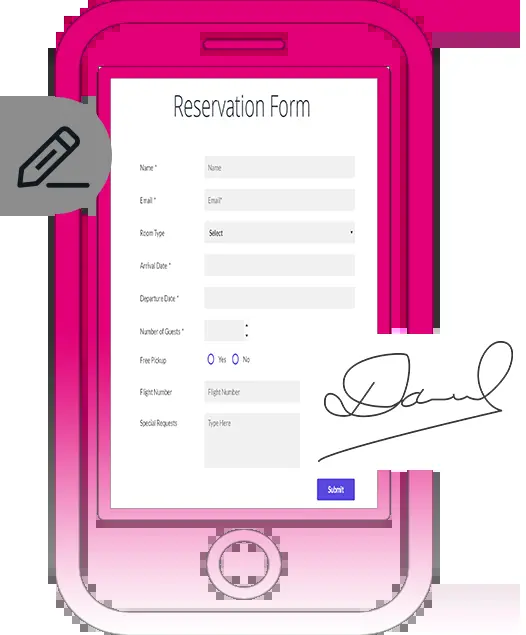 Reservation Form
Name * Name
Email * Email*
Room Type Select
Arrival Date *
Departure Date *
Number of Guests *
Free Pickup Yes No
Flight Number Flight Number
Special Requests Type Here
Submit